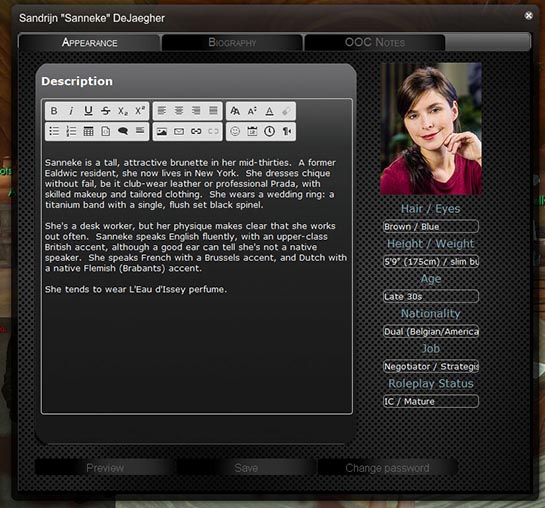 Sandrijn "Sanneke" DeJaegher
APPEARANCE
BIOGRAPHY
OOC NOTES
Description
Sanneke is a tall, attractive brunette in her mid-thirties. A former
Ealdwic resident, she now lives in New York. She dresses chique
without fail, be it club-wear leather or professional Prada, with
skilled makeup and tailored clothing. She wears a wedding ring: a
titanium band with a single, flush set black spinel.
She's a desk worker, but her physique makes clear that she works
out often. Sanneke speaks English fluently, with an upper-class
British accent, although a good ear can tell she's not a native
speaker. She speaks French with a Brussels accent, and Dutch with
a native Flemish (Brabants) accent.
She tends to wear L'Eau d'Issey perfume.
Hair / Eyes
Brown / Blue
Height / Weight
5'9" (175cm) / slim bu
Age
Late 30s
Nationality
Dual (Belgian/America
Job
Negotiator / Strategis
Roleplay Status
IC / Mature
Preview
Save
Change password